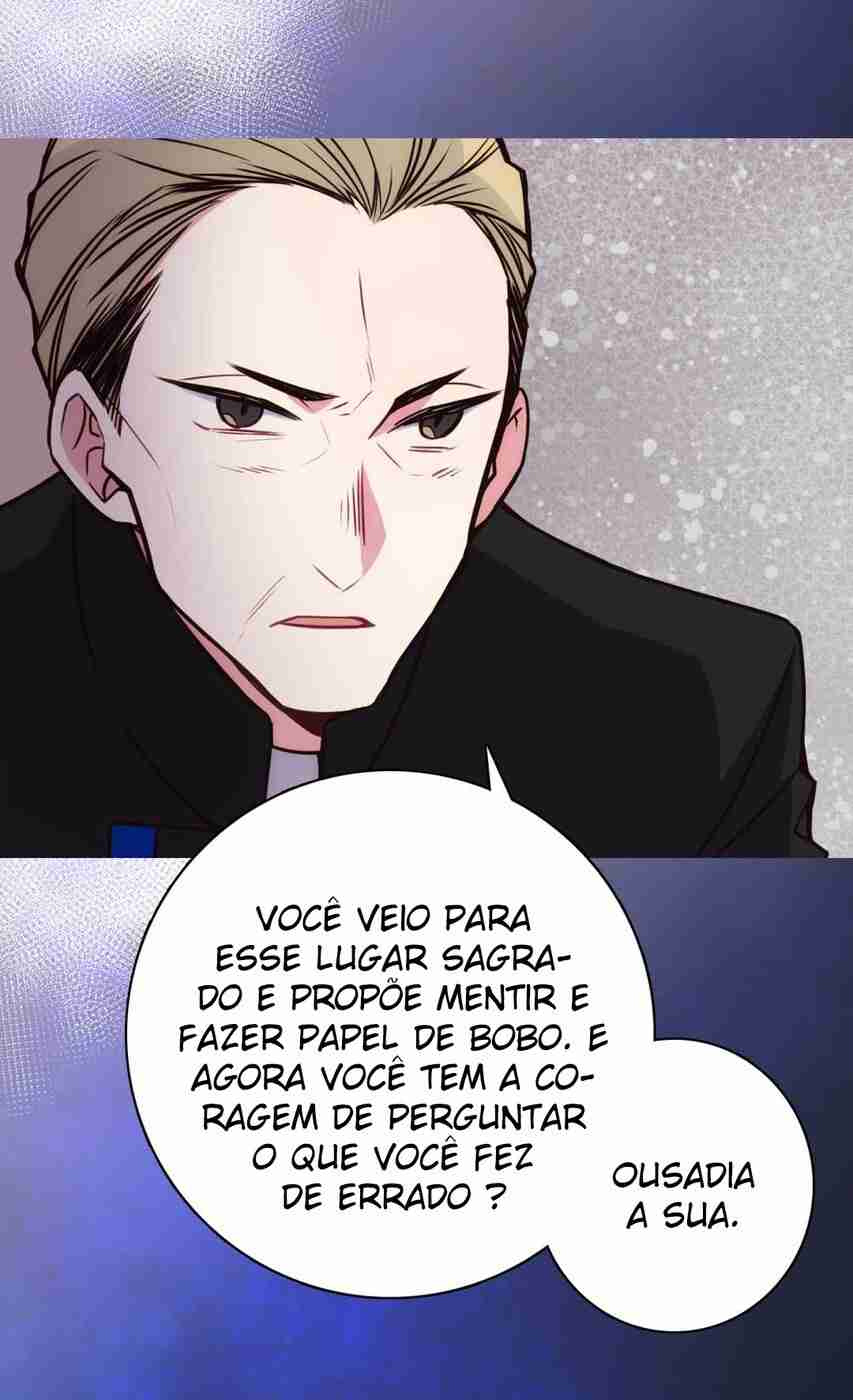 VOCÊ VEIO PARA
ESSE LUGAR SAGRA-
DO E PROPÕE MENTIR E
FAZER PAPEL DE BOBO. E
AGORA VOCÊ TEM A CO-
RAGEM DE PERGUNTAR
O QUE VOCÊ FEZ
DE ERRADO ?
OUSADIA
A SUA.